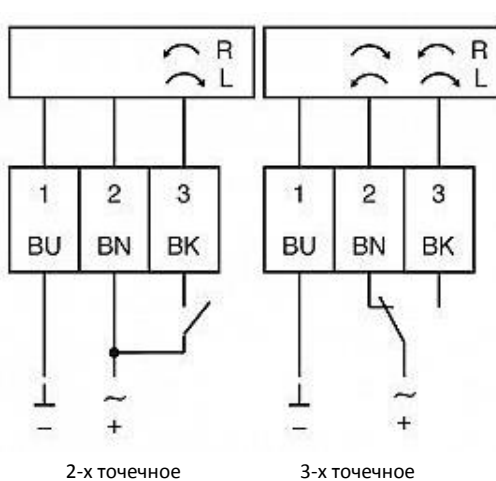 R R
L L
1 2 3 1 2 3
BU BN BK BU BN BK
~ ~
– + – +
2-х точечное 3-х точечное